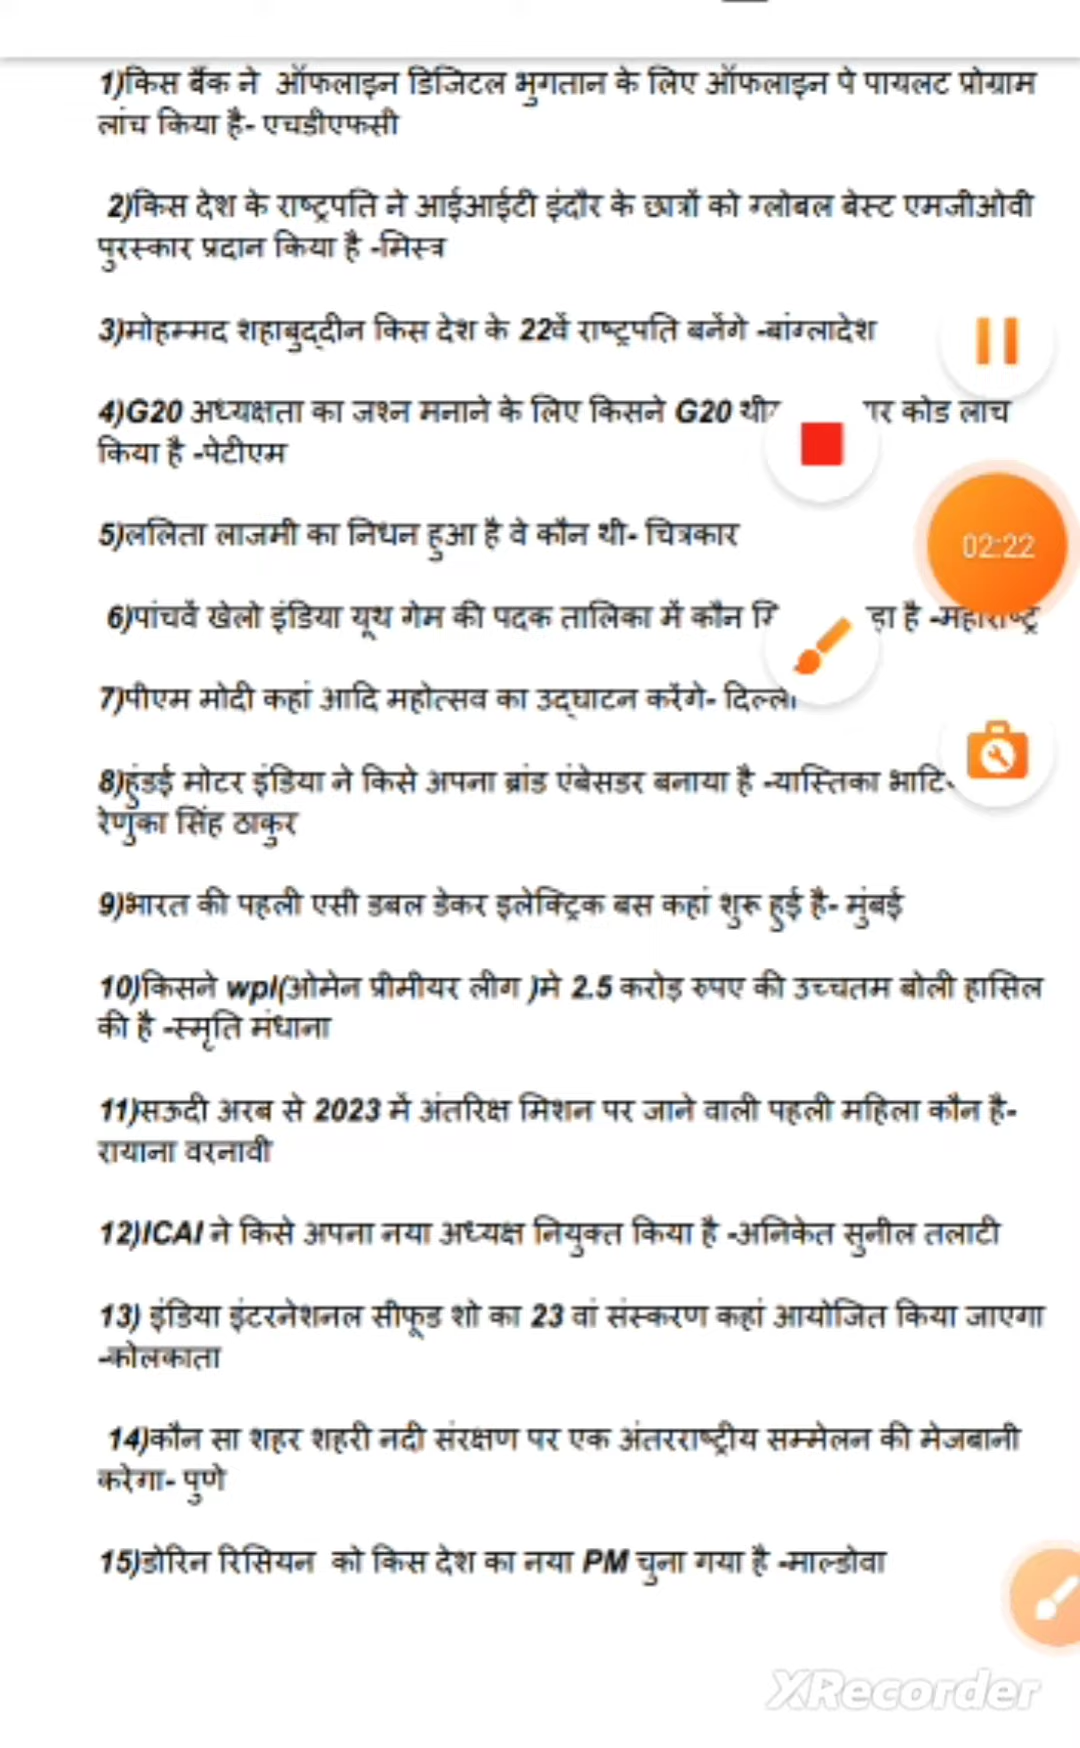 1)किस बैंक ने ऑफलाइन डिजिटल भुगतान के लिए ऑफलाइन पे पायलट प्रोग्राम
लांच किया है- एचडीएफसी
2)किस देश के राष्ट्रपति ने आईआईटी इंदौर के छात्रों को ग्लोबल बेस्ट एमजीओवी
पुरस्कार प्रदान किया है -मिस्त्र
3)मोहम्मद शहाबुद्दीन किस देश के 22वें राष्ट्रपति बनेंगे -बांग्लादेश
4)G20 अध्यक्षता का जश्न मनाने के लिए किसने G20 कोड लांच
किया है -पेटीएम
5)ललिता लाजमी का निधन हुआ है वे कौन थी- चित्रकार
6)पांचवें खेलो इंडिया यूथ गेम की पदक तालिका में कौन है -महाराष्ट्र
7)पीएम मोदी कहां आदि महोत्सव का उद्घाटन करेंगे- दिल्ली
8)हुंडई मोटर इंडिया ने किसे अपना ब्रांड एंबेसडर बनाया है -यास्तिका
रेणुका सिंह ठाकुर
9)भारत की पहली एसी डबल डेकर इलेक्ट्रिक बस कहां शुरू हुई है- मुंबई
10)किसने wpl(ओमेन प्रीमीयर लीग )मे 2.5 करोड़ रुपए की उच्चतम बोली हासिल
की है -स्मृति मंधाना
11)सऊदी अरब से 2023 में अंतरिक्ष मिशन पर जाने वाली पहली महिला कौन है-
रायाना वरनावी
12)ICAI ने किसे अपना नया अध्यक्ष नियुक्त किया है -अनिकेत सुनील तलाटी
13) इंडिया इंटरनेशनल सीफूड शो का 23 वां संस्करण कहां आयोजित किया जाएगा
-कोलकाता
14)कौन सा शहर शहरी नदी संरक्षण पर एक अंतरराष्ट्रीय सम्मेलन की मेजबानी
करेगा- पुणे
15)डोरिन रिसियन को किस देश का नया PM चुना गया है -माल्डोवा
02:22
XRecorder